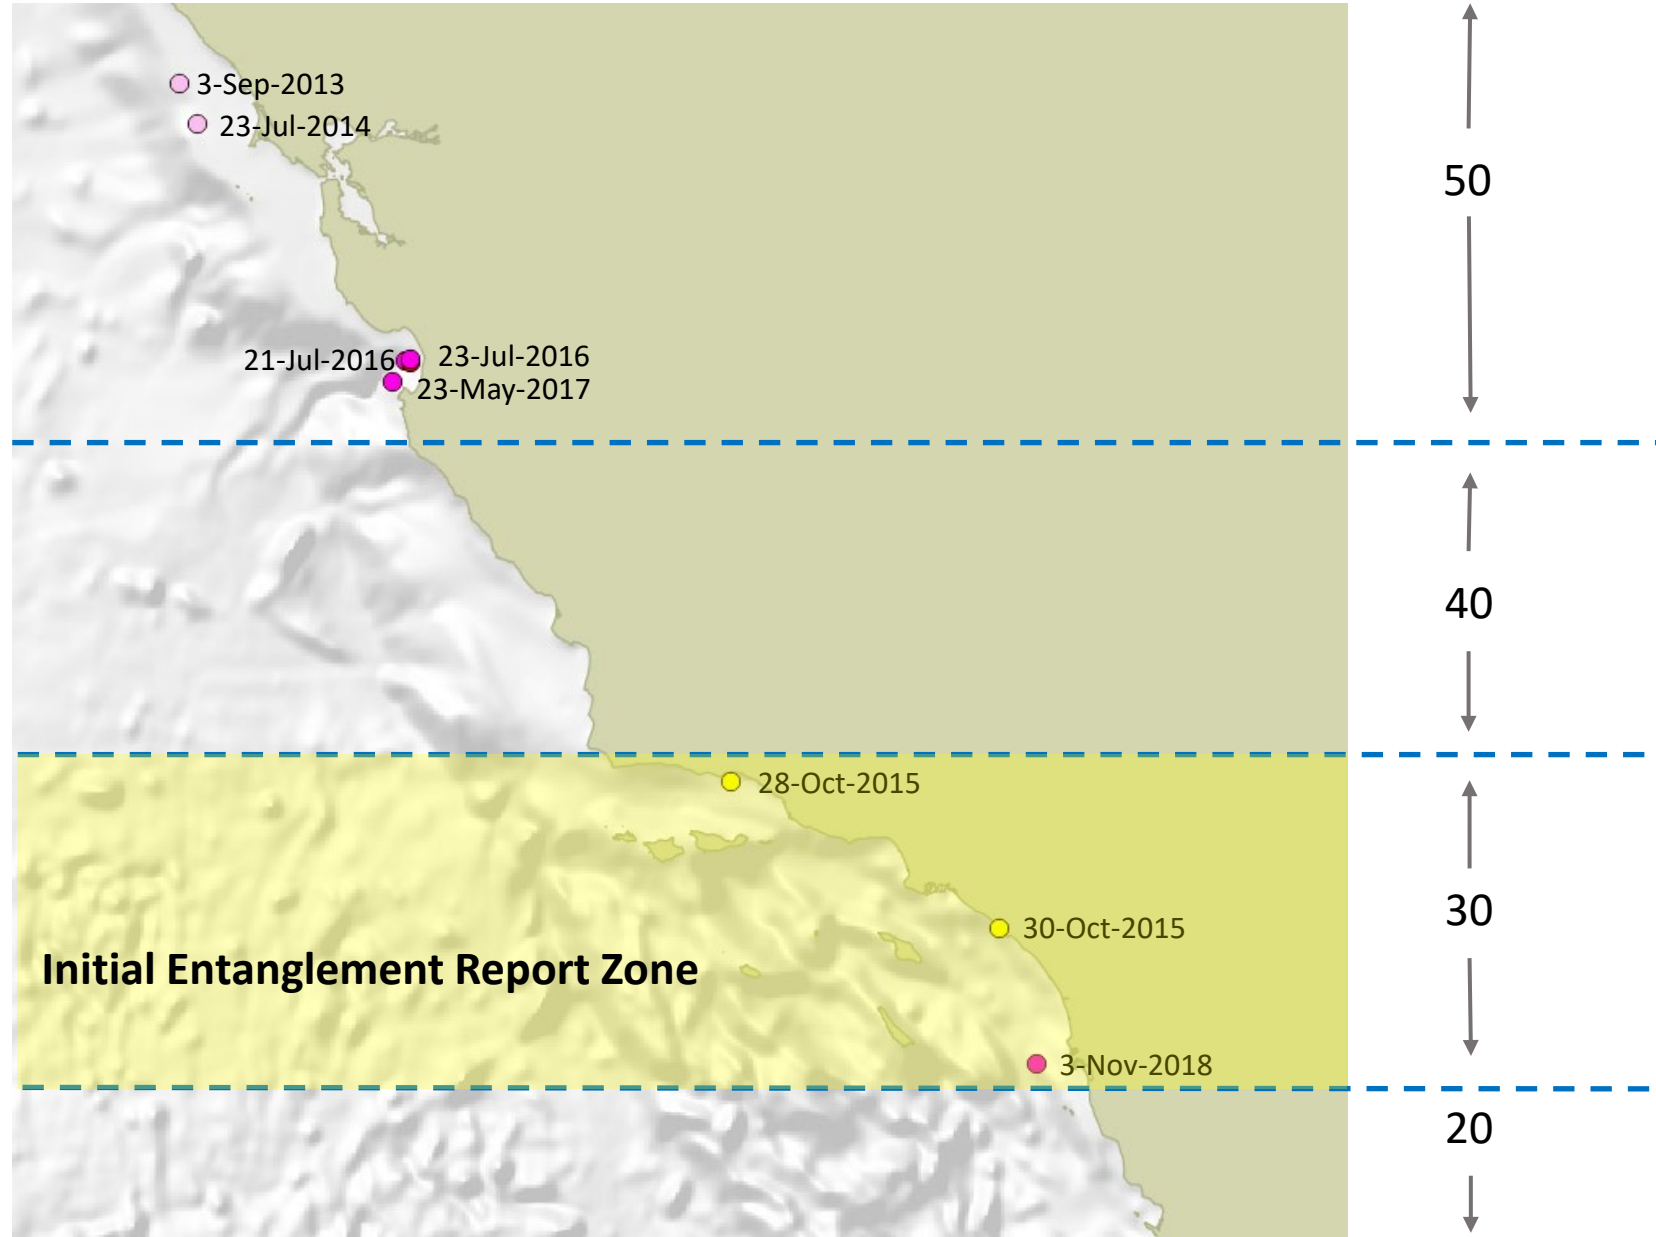 3-Sep-2013
23-Jul-2014
50
21-Jul-2016
23-Jul-2016
23-May-2017
40
28-Oct-2015
30
30-Oct-2015
Initial Entanglement Report Zone
3-Nov-2018
20